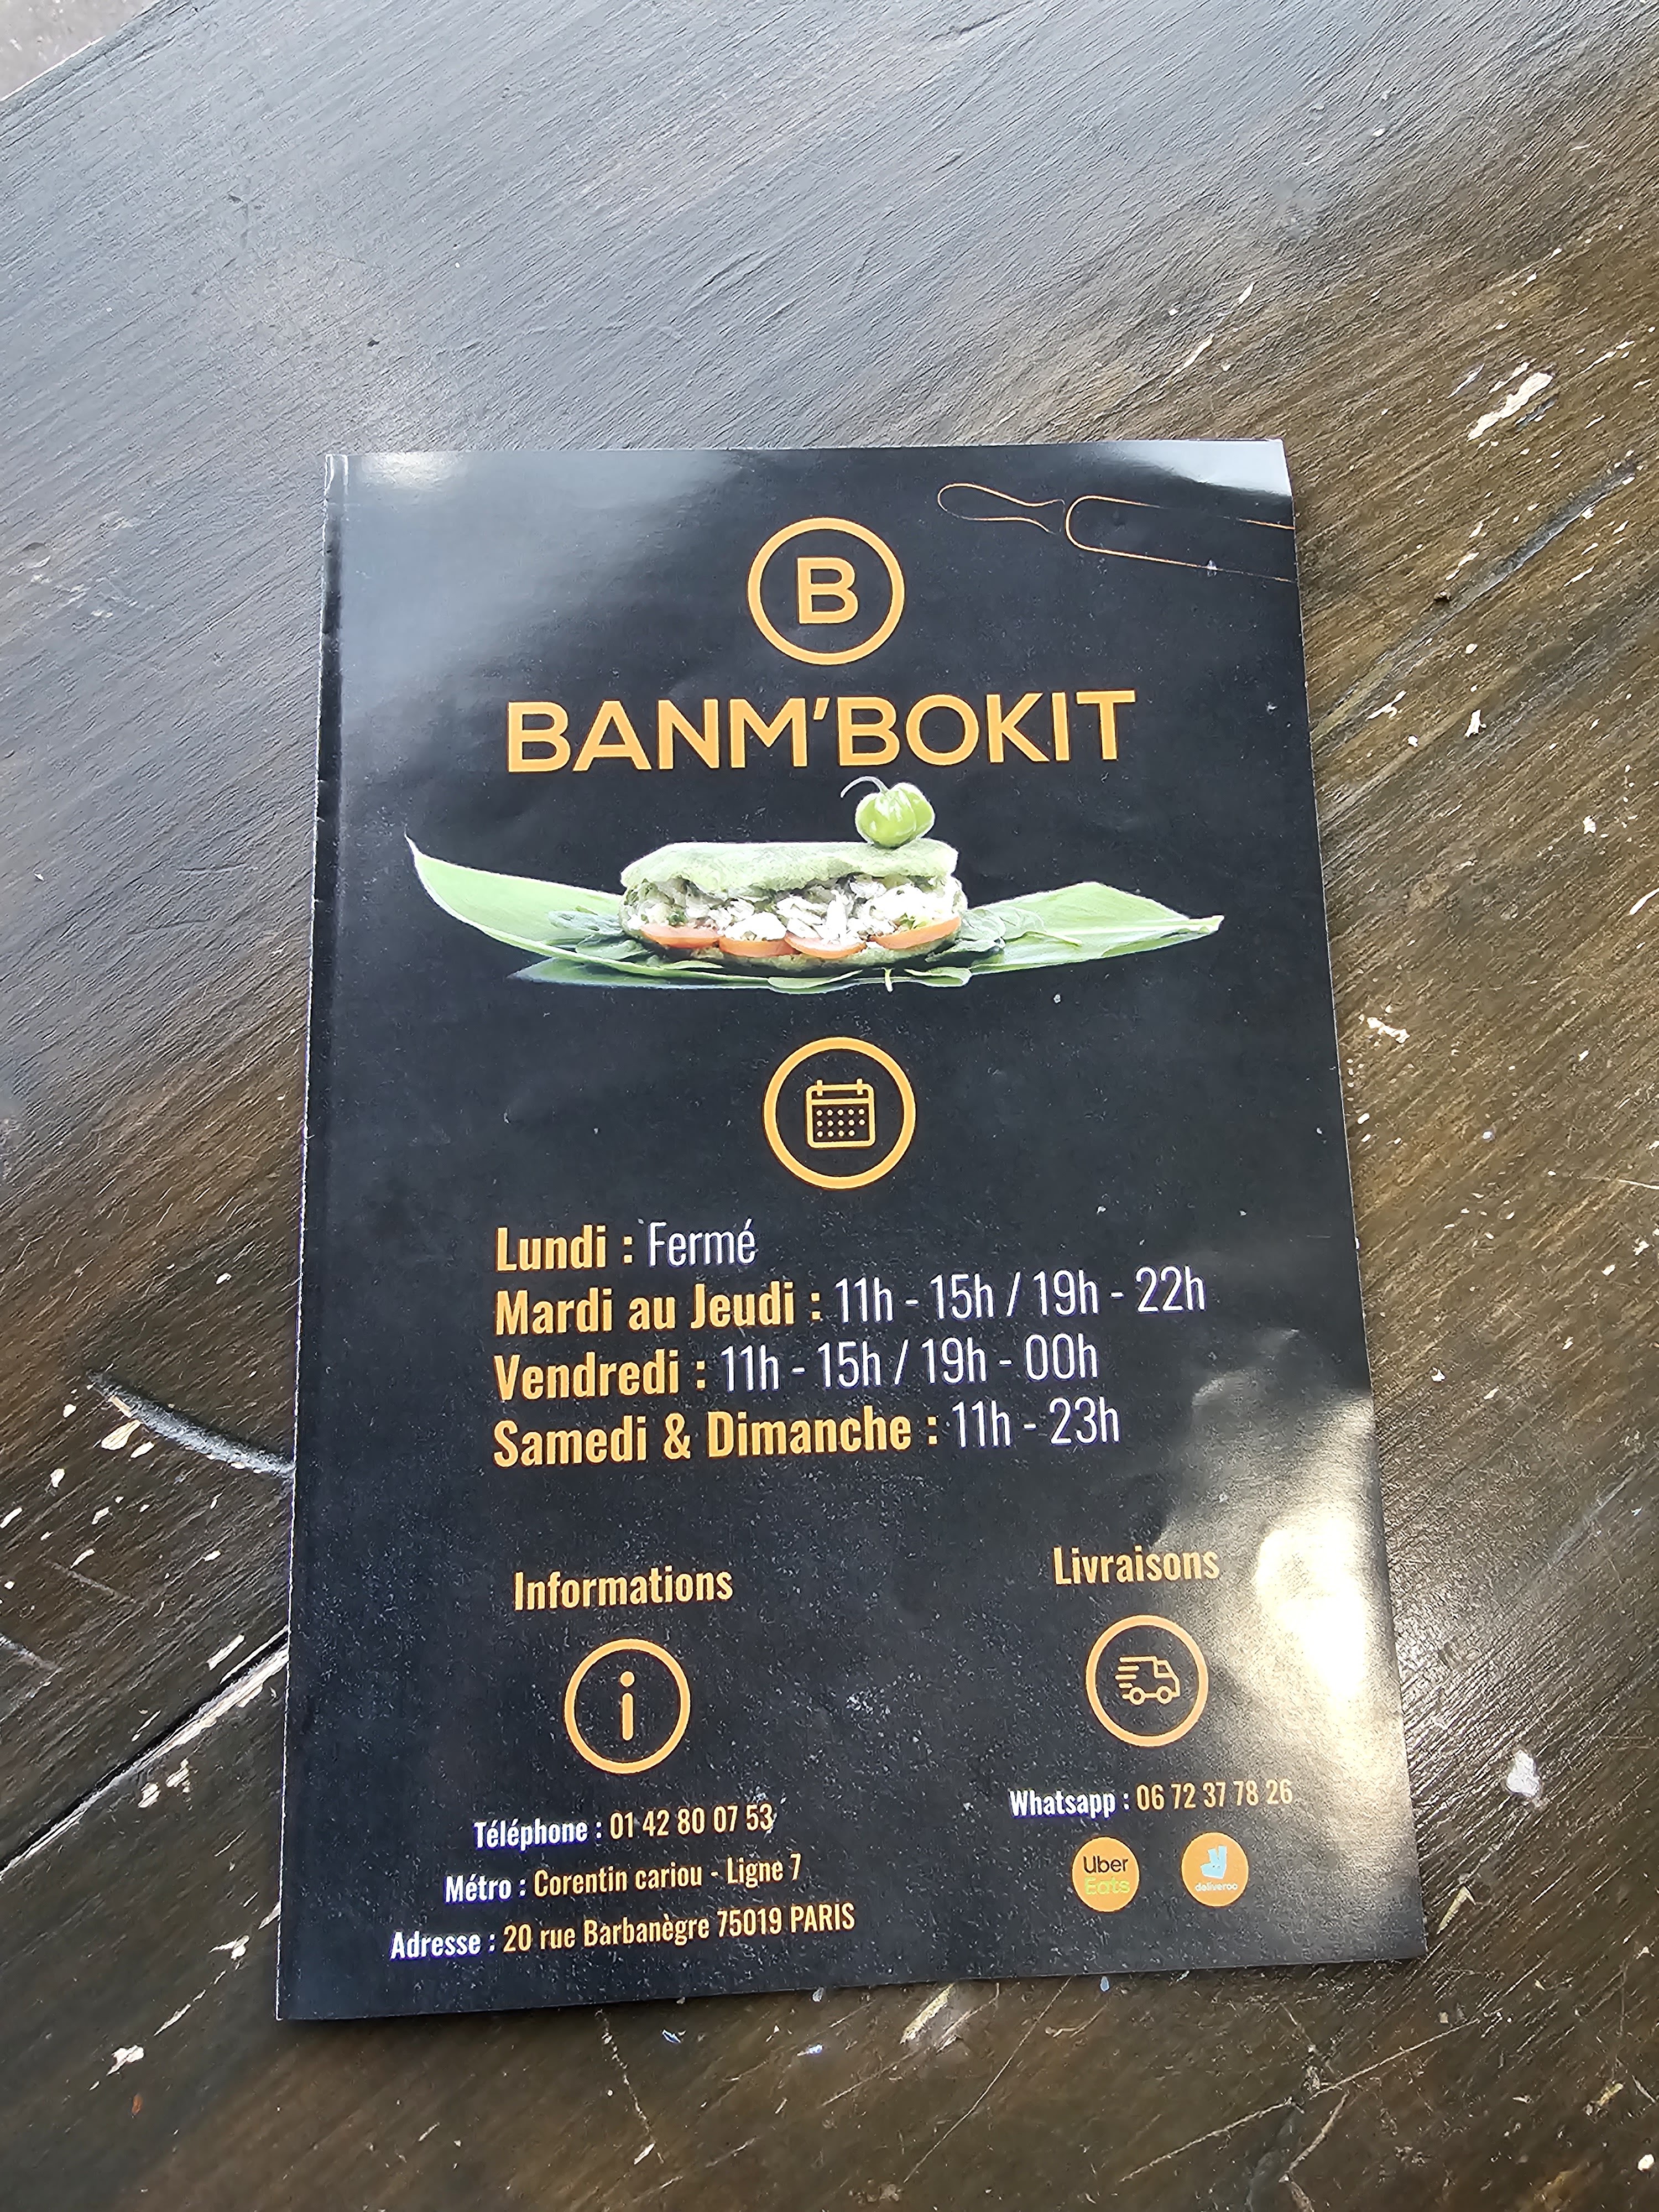 B
BANM'BOKIT
Lundi : Fermé
Mardi au Jeudi : 11h - 15h / 19h - 22h
Vendredi : 11h - 15h / 19h - 00h
Samedi & Dimanche : 11h - 23h
Informations
i
Téléphone : 01 42 80 07 53
Métro : Corentin cariou - Ligne 7
Adresse : 20 rue Barbanègre 75019 PARIS
Livraisons
Whatsapp : 06 72 37 78 26
Uber
Eats
deliveroo